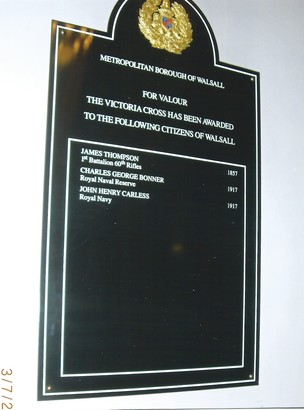 METROPOLITAN BOROUGH OF WALSALL
FOR VALOUR
THE VICTORIA CROSS HAS BEEN AWARDED
TO THE FOLLOWING CITIZENS OF WALSALL
JAMES THOMPSON
1st Battalion 60th Rifles 1857
CHARLES GEORGE BONNER
Royal Naval Reserve 1917
JOHN HENRY CARLESS
Royal Navy 1917
3/7/2